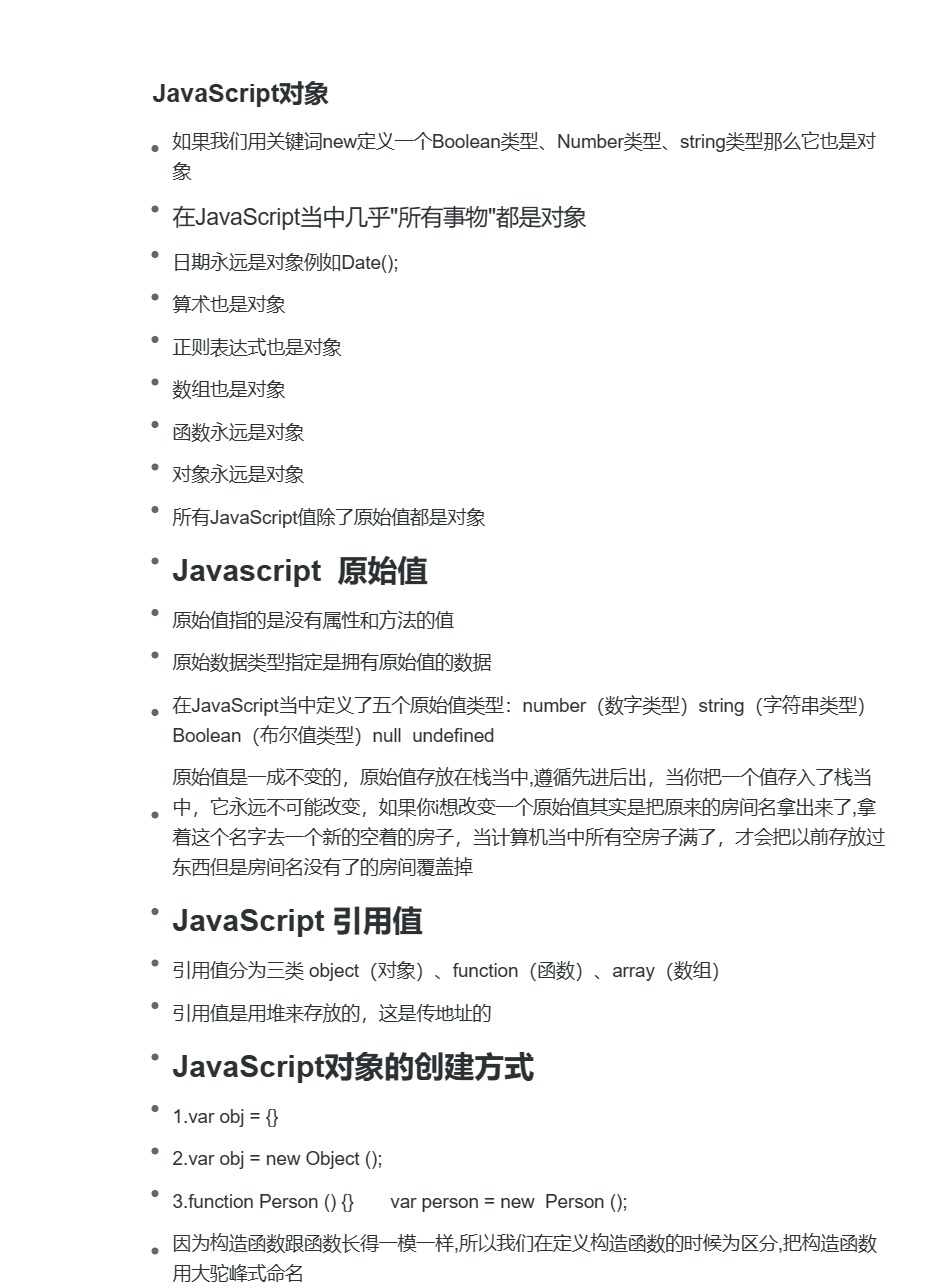 JavaScript对象
如果我们用关键词new定义一个Boolean类型、Number类型、string类型那么它也是对
象
在JavaScript当中几乎"所有事物"都是对象
日期永远是对象例如Date();
算术也是对象
正则表达式也是对象
数组也是对象
函数永远是对象
对象永远是对象
所有JavaScript值除了原始值都是对象
Javascript 原始值
原始值指的是没有属性和方法的值
原始数据类型指定是拥有原始值的数据
在JavaScript当中定义了五个原始值类型：number（数字类型）string（字符串类型）
Boolean（布尔值类型）null undefined
原始值是一成不变的，原始值存放在栈当中,遵循先进后出，当你把一个值存入了栈当
中，它永远不可能改变，如果你i想改变一个原始值其实是把原来的房间名拿出来了,拿
着这个名字去一个新的空着的房子，当计算机当中所有空房子满了，才会把以前存放过
东西但是房间名没有了的房间覆盖掉
JavaScript 引用值
引用值分为三类 object（对象）、function（函数）、array（数组）
引用值是用堆来存放的，这是传地址的
JavaScript对象的创建方式
1.var obj = {}
2.var obj = new Object ();
3.function Person () {} var person = new Person ();
因为构造函数跟函数长得一模一样,所以我们在定义构造函数的时候为区分,把构造函数
用大驼峰式命名